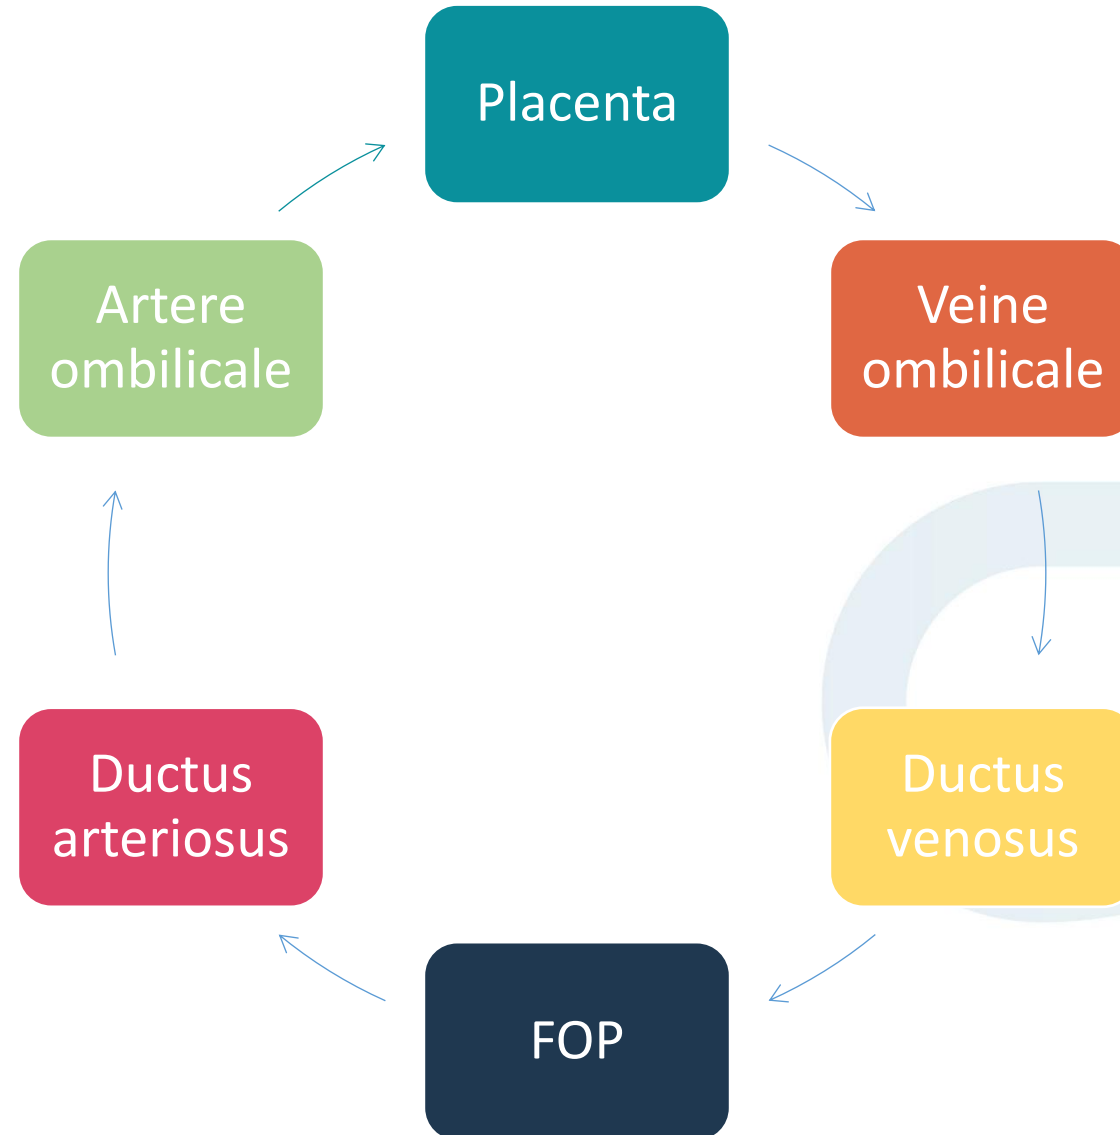 Placenta
Veine
ombilicale
Ductus
venosus
FOP
Ductus
arteriosus
Artere
ombilicale